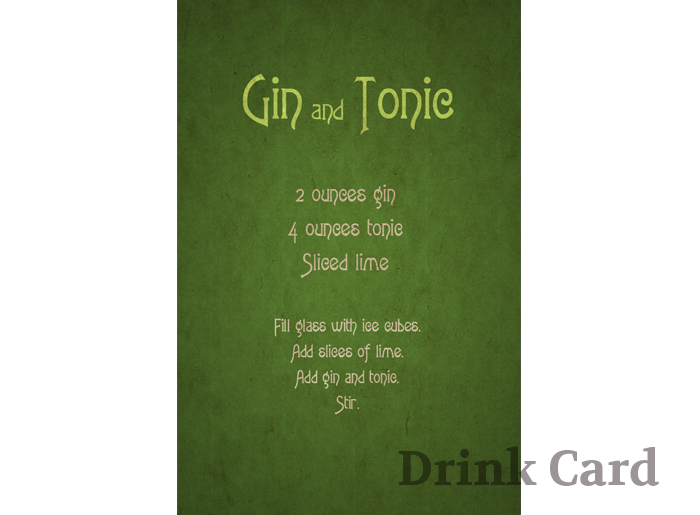 Gin and Tonic
2 ounces gin
4 ounces tonic
Sliced lime
Fill glass with ice cubes.
Add slices of lime.
Add gin and tonic.
Stir.
Drink Card